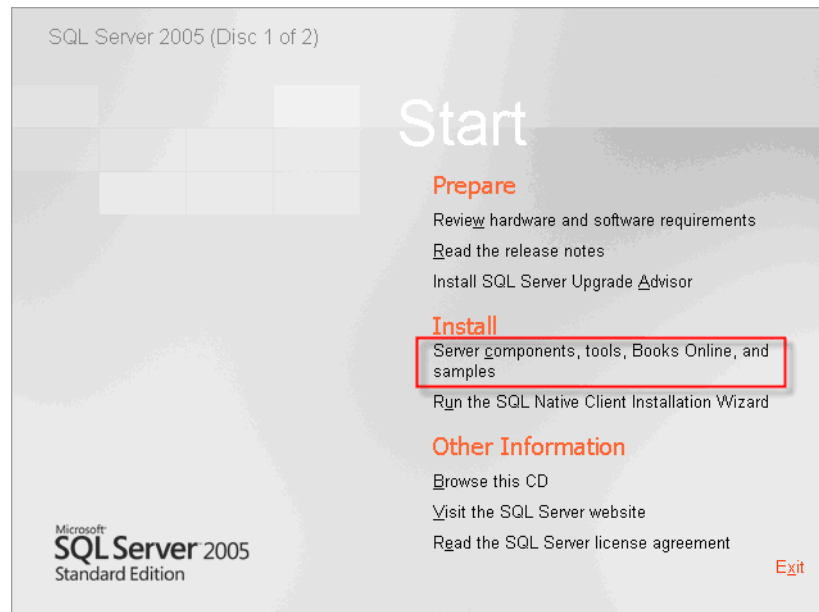 SQL Server 2005 (Disc 1 of 2)
Start
Prepare
Review hardware and software requirements
Read the release notes
Install SQL Server Upgrade Advisor
Install
Server components, tools, Books Online, and
samples
Run the SQL Native Client Installation Wizard
Other Information
Browse this CD
Visit the SQL Server website
Read the SQL Server license agreement
Exit
Microsoft
SQL Server 2005
Standard Edition